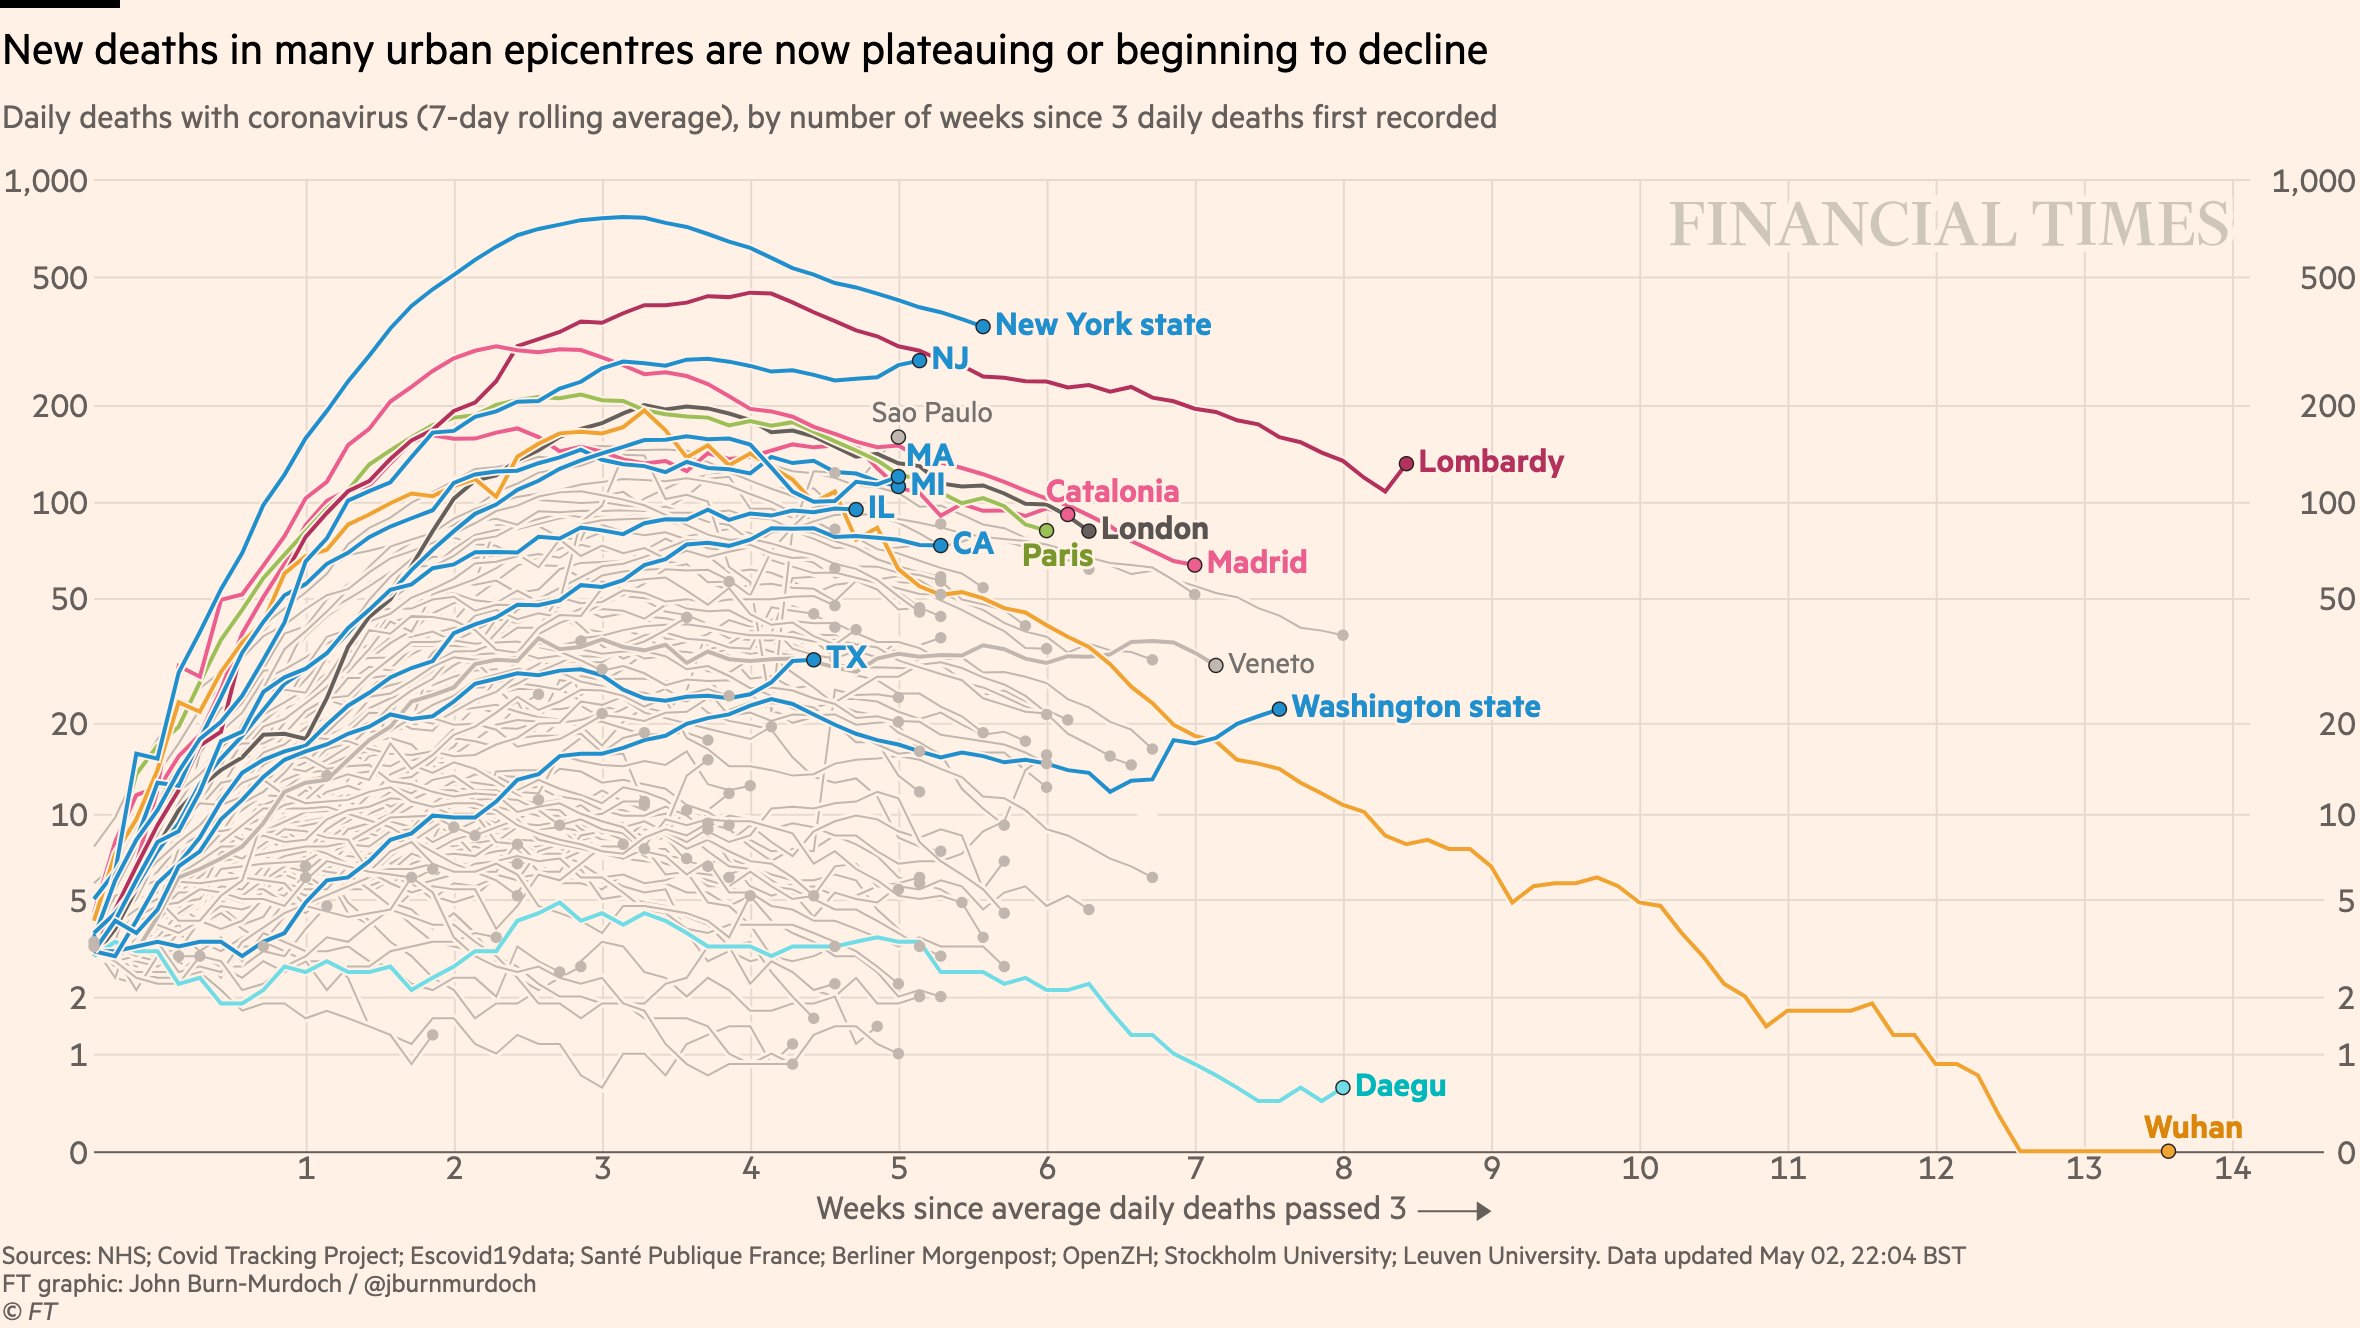 New deaths in many urban epicentres are now plateauing or beginning to decline
Daily deaths with coronavirus (7-day rolling average), by number of weeks since 3 daily deaths first recorded
1,000 1,000
FINANCIAL TIMES
500 500
New York state
NJ
200 200
Sao Paulo
MA
Lombardy
MI
Catalonia
100 100
IL
London
CA
Paris
Madrid
50 50
TX
Veneto
Washington state
20 20
10 10
5 5
2 2
1 1
Daegu
Wuhan
0 0
1 2 3 4 5 6 7 8 9 10 11 12 13 14
Weeks since average daily deaths passed 3 →
Sources: NHS; Covid Tracking Project; Escovid19data; Santé Publique France; Berliner Morgenpost; OpenZH; Stockholm University; Leuven University. Data updated May 02, 22:04 BST
FT graphic: John Burn-Murdoch / @jburnmurdoch
© FT